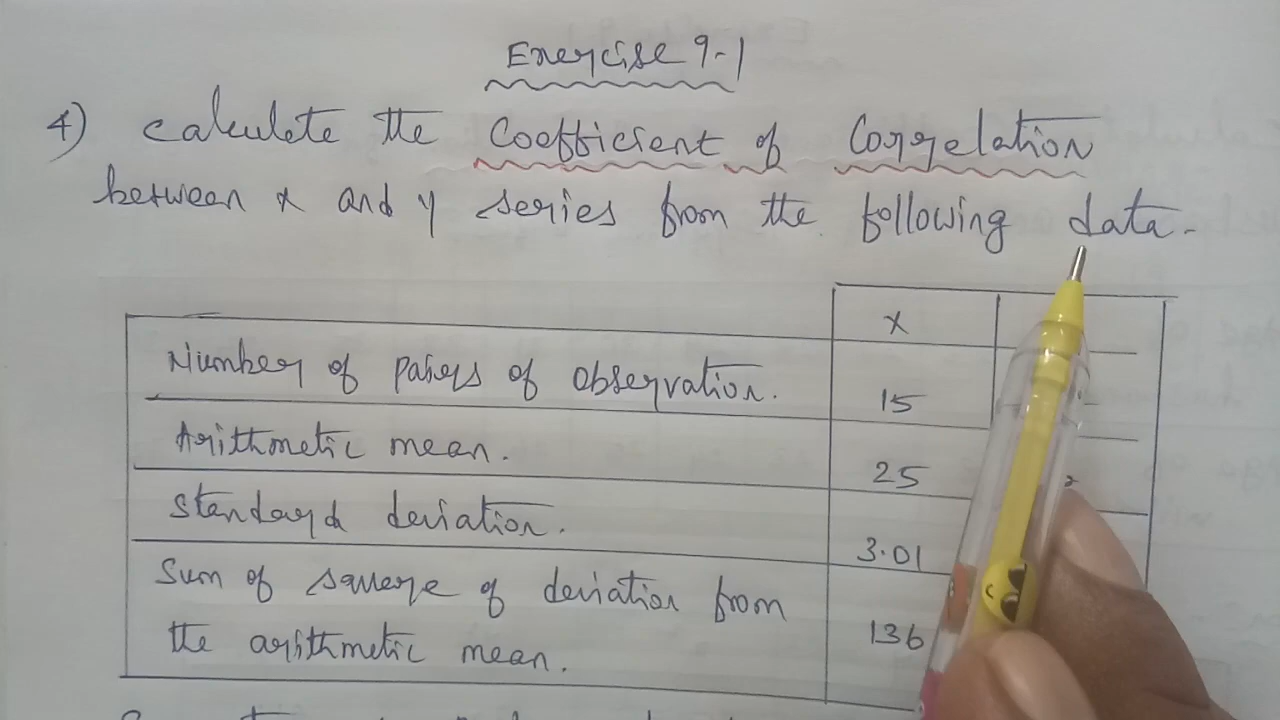 Exercise 9-1
4) Calculate the Coefficient of Correlation
between x and y series from the following data.
x
Number of pairs of observation. 15
Arithmetic mean. 25
Standard deviation. 3.01
Sum of square of deviation from
the arithmetic mean. 136